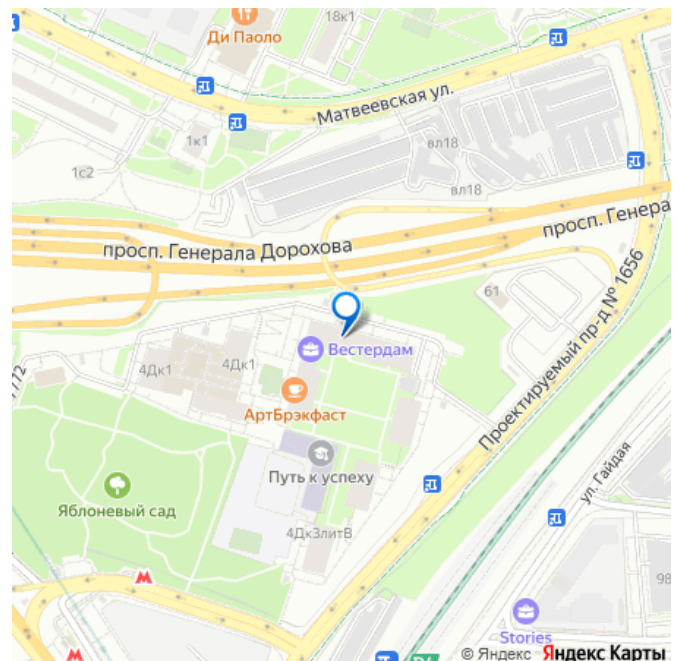 18к1
Ди Паоло
Матвеевская ул.
1к1
вл18
1с2
вл18
просп. Генерала Дорохова
просп. Генера
61
Проектируемый пр-д № 1656
Вестердам
4Дк1
4Дк1
АртБрэкфаст
Путь к успеху
ул. Гайдая
Яблоневый сад
4Дк3литВ
98
Stories
© Яндекс Яндекс Карты